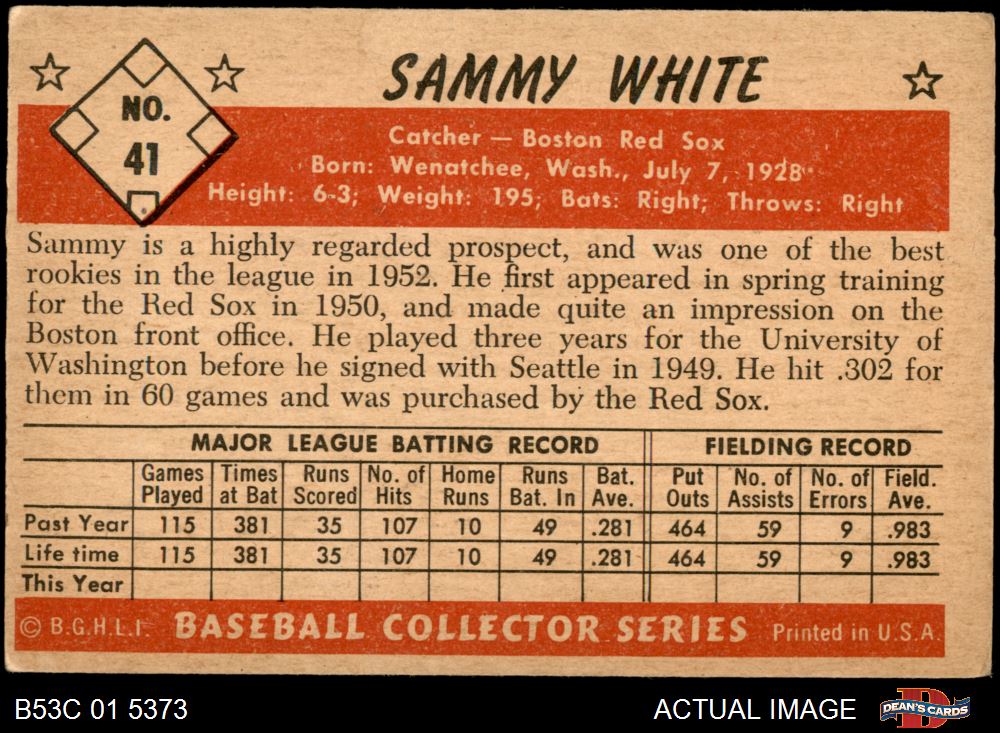 NO.
41
SAMMY WHITE
Catcher — Boston Red Sox
Born: Wenatchee, Wash., July 7, 1928
Height: 6-3; Weight: 195; Bats: Right; Throws: Right
Sammy is a highly regarded prospect, and was one of the best
rookies in the league in 1952. He first appeared in spring training
for the Red Sox in 1950, and made quite an impression on the
Boston front office. He played three years for the University of
Washington before he signed with Seattle in 1949. He hit .302 for
them in 60 games and was purchased by the Red Sox.
MAJOR LEAGUE BATTING RECORD FIELDING RECORD
Games Times Runs No. of Home Runs Bat. Put No. of No. of Field.
Played at Bat Scored Hits Runs Bat. In Ave. Outs Assists Errors Ave.
Past Year 115 381 35 107 10 49 .281 464 59 9 .983
Life time 115 381 35 107 10 49 .281 464 59 9 .983
This Year
© B.G.H.L.I. BASEBALL COLLECTOR SERIES Printed in U.S.A.
B53C 01 5373 ACTUAL IMAGE DEAN'S CARDS